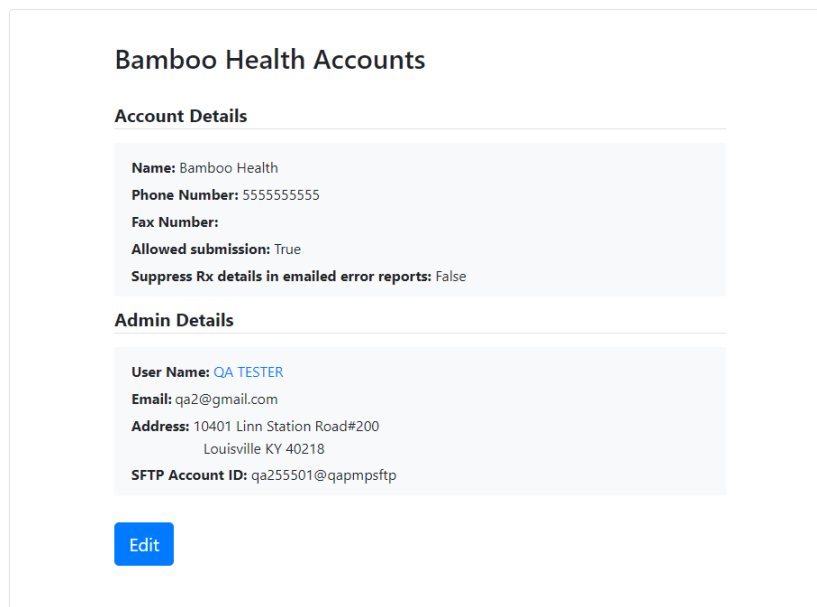 Bamboo Health Accounts
Account Details
Name: Bamboo Health
Phone Number: 5555555555
Fax Number:
Allowed submission: True
Suppress Rx details in emailed error reports: False
Admin Details
User Name: QA TESTER
Email: qa2@gmail.com
Address: 10401 Linn Station Road#200
Louisville KY 40218
SFTP Account ID: qa255501@qapmpsftp
Edit